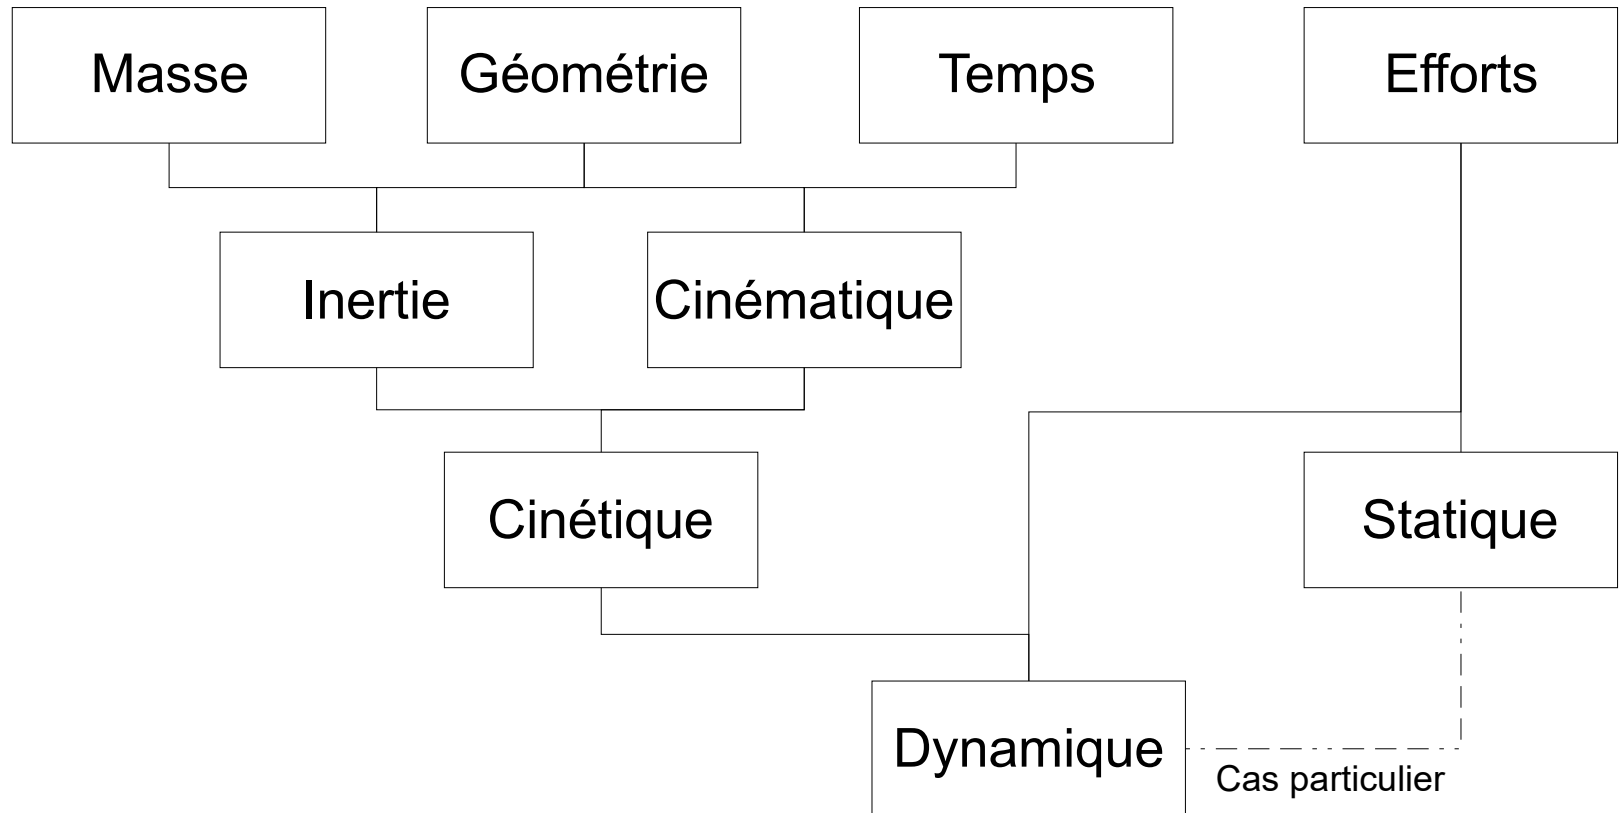 Masse
Géométrie
Temps
Efforts
Inertie
Cinématique
Cinétique
Statique
Dynamique
Cas particulier